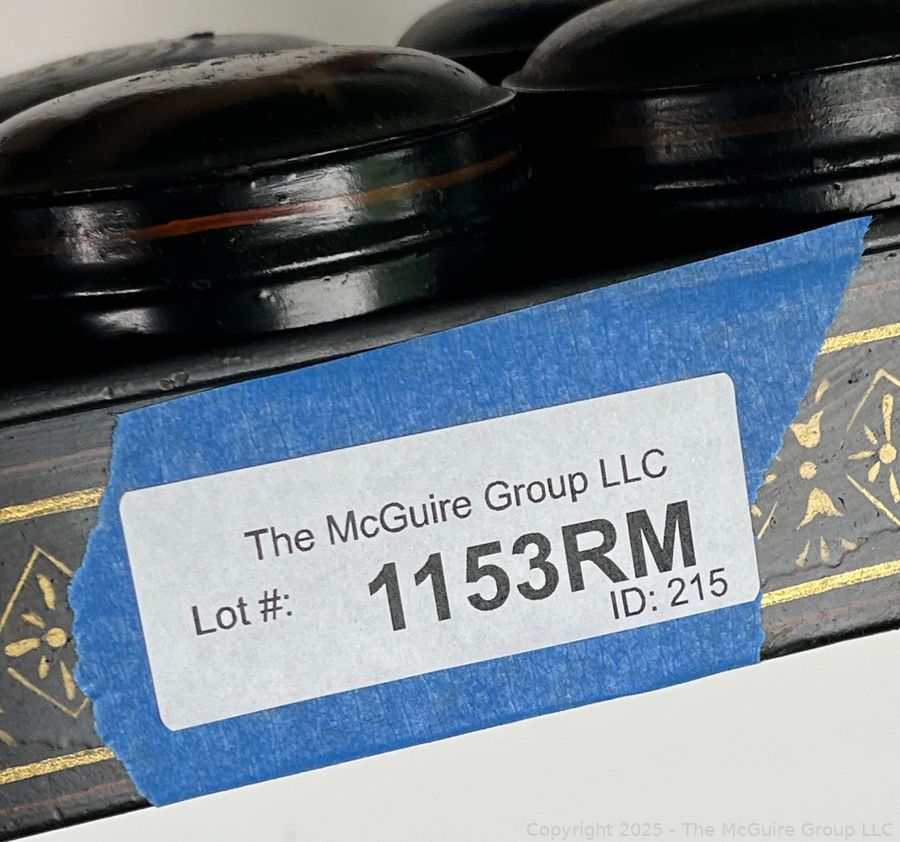 The McGuire Group LLC
Lot #: 1153RM
ID: 215
Copyright 2025 - The McGuire Group LLC